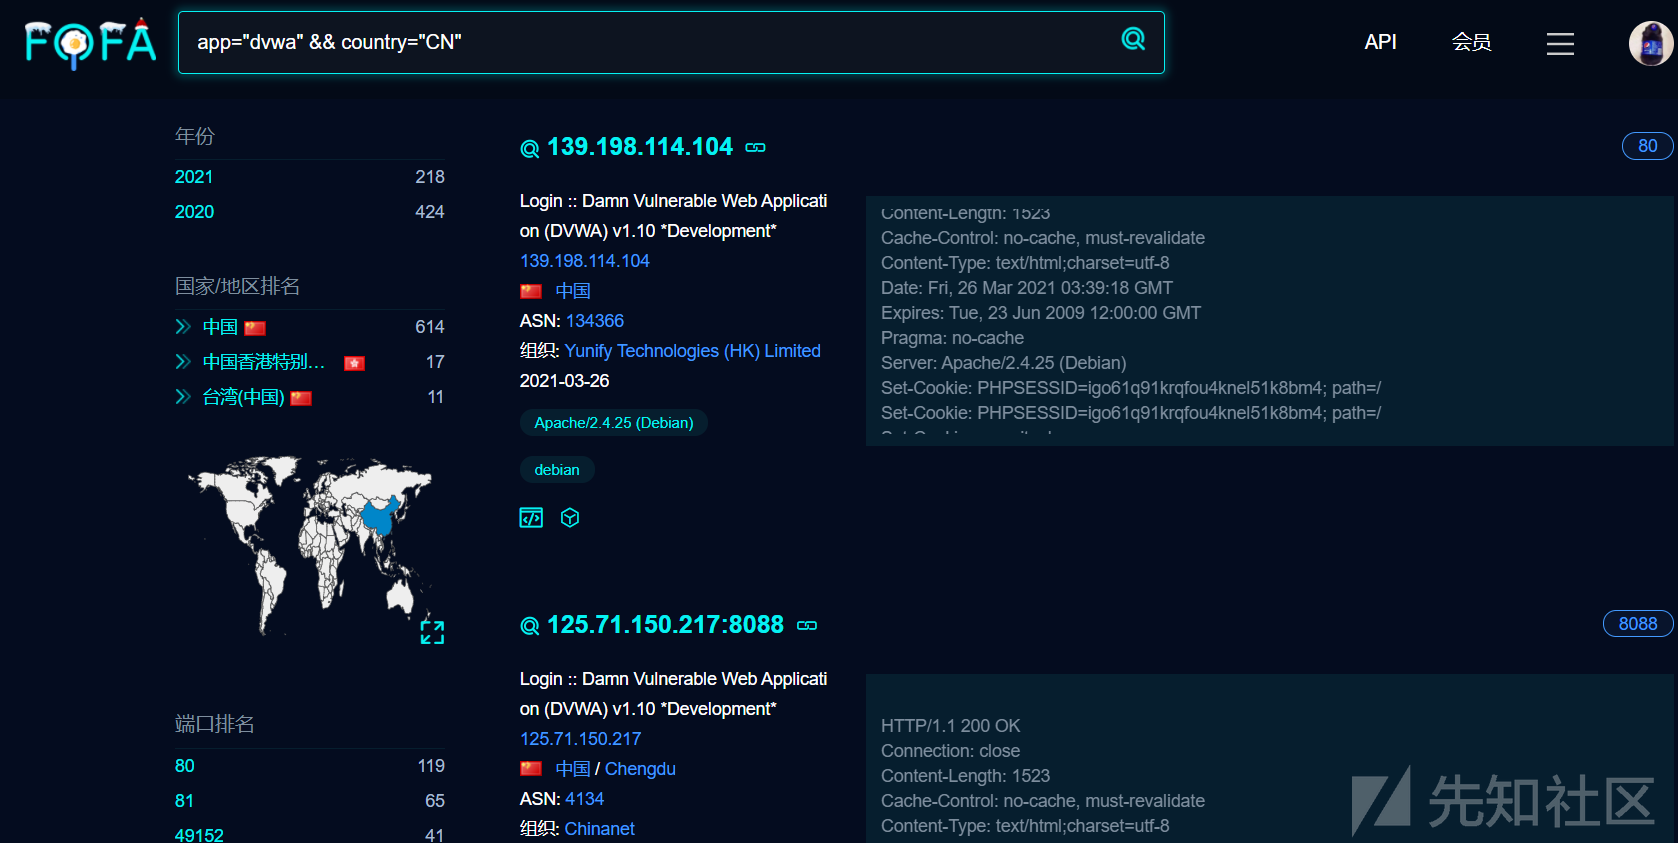 FOFA
app="dvwa" && country="CN"
API
会员
年份
2021 218
2020 424
国家/地区排名
中国 614
中国香港特别... 17
台湾(中国) 11
端口排名
80 119
81 65
49152 41
139.198.114.104
80
Login :: Damn Vulnerable Web Applicati
on (DVWA) v1.10 *Development*
139.198.114.104
中国
ASN: 134366
组织: Yunify Technologies (HK) Limited
2021-03-26
Apache/2.4.25 (Debian)
debian
Content-Length: 1523
Cache-Control: no-cache, must-revalidate
Content-Type: text/html;charset=utf-8
Date: Fri, 26 Mar 2021 03:39:18 GMT
Expires: Tue, 23 Jun 2009 12:00:00 GMT
Pragma: no-cache
Server: Apache/2.4.25 (Debian)
Set-Cookie: PHPSESSID=igo61q91krqfou4knel51k8bm4; path=/
Set-Cookie: PHPSESSID=igo61q91krqfou4knel51k8bm4; path=/
125.71.150.217:8088
8088
Login :: Damn Vulnerable Web Applicati
on (DVWA) v1.10 *Development*
125.71.150.217
中国 / Chengdu
ASN: 4134
组织: Chinanet
HTTP/1.1 200 OK
Connection: close
Content-Length: 1523
Cache-Control: no-cache, must-revalidate
Content-Type: text/html;charset=utf-8
先知社区